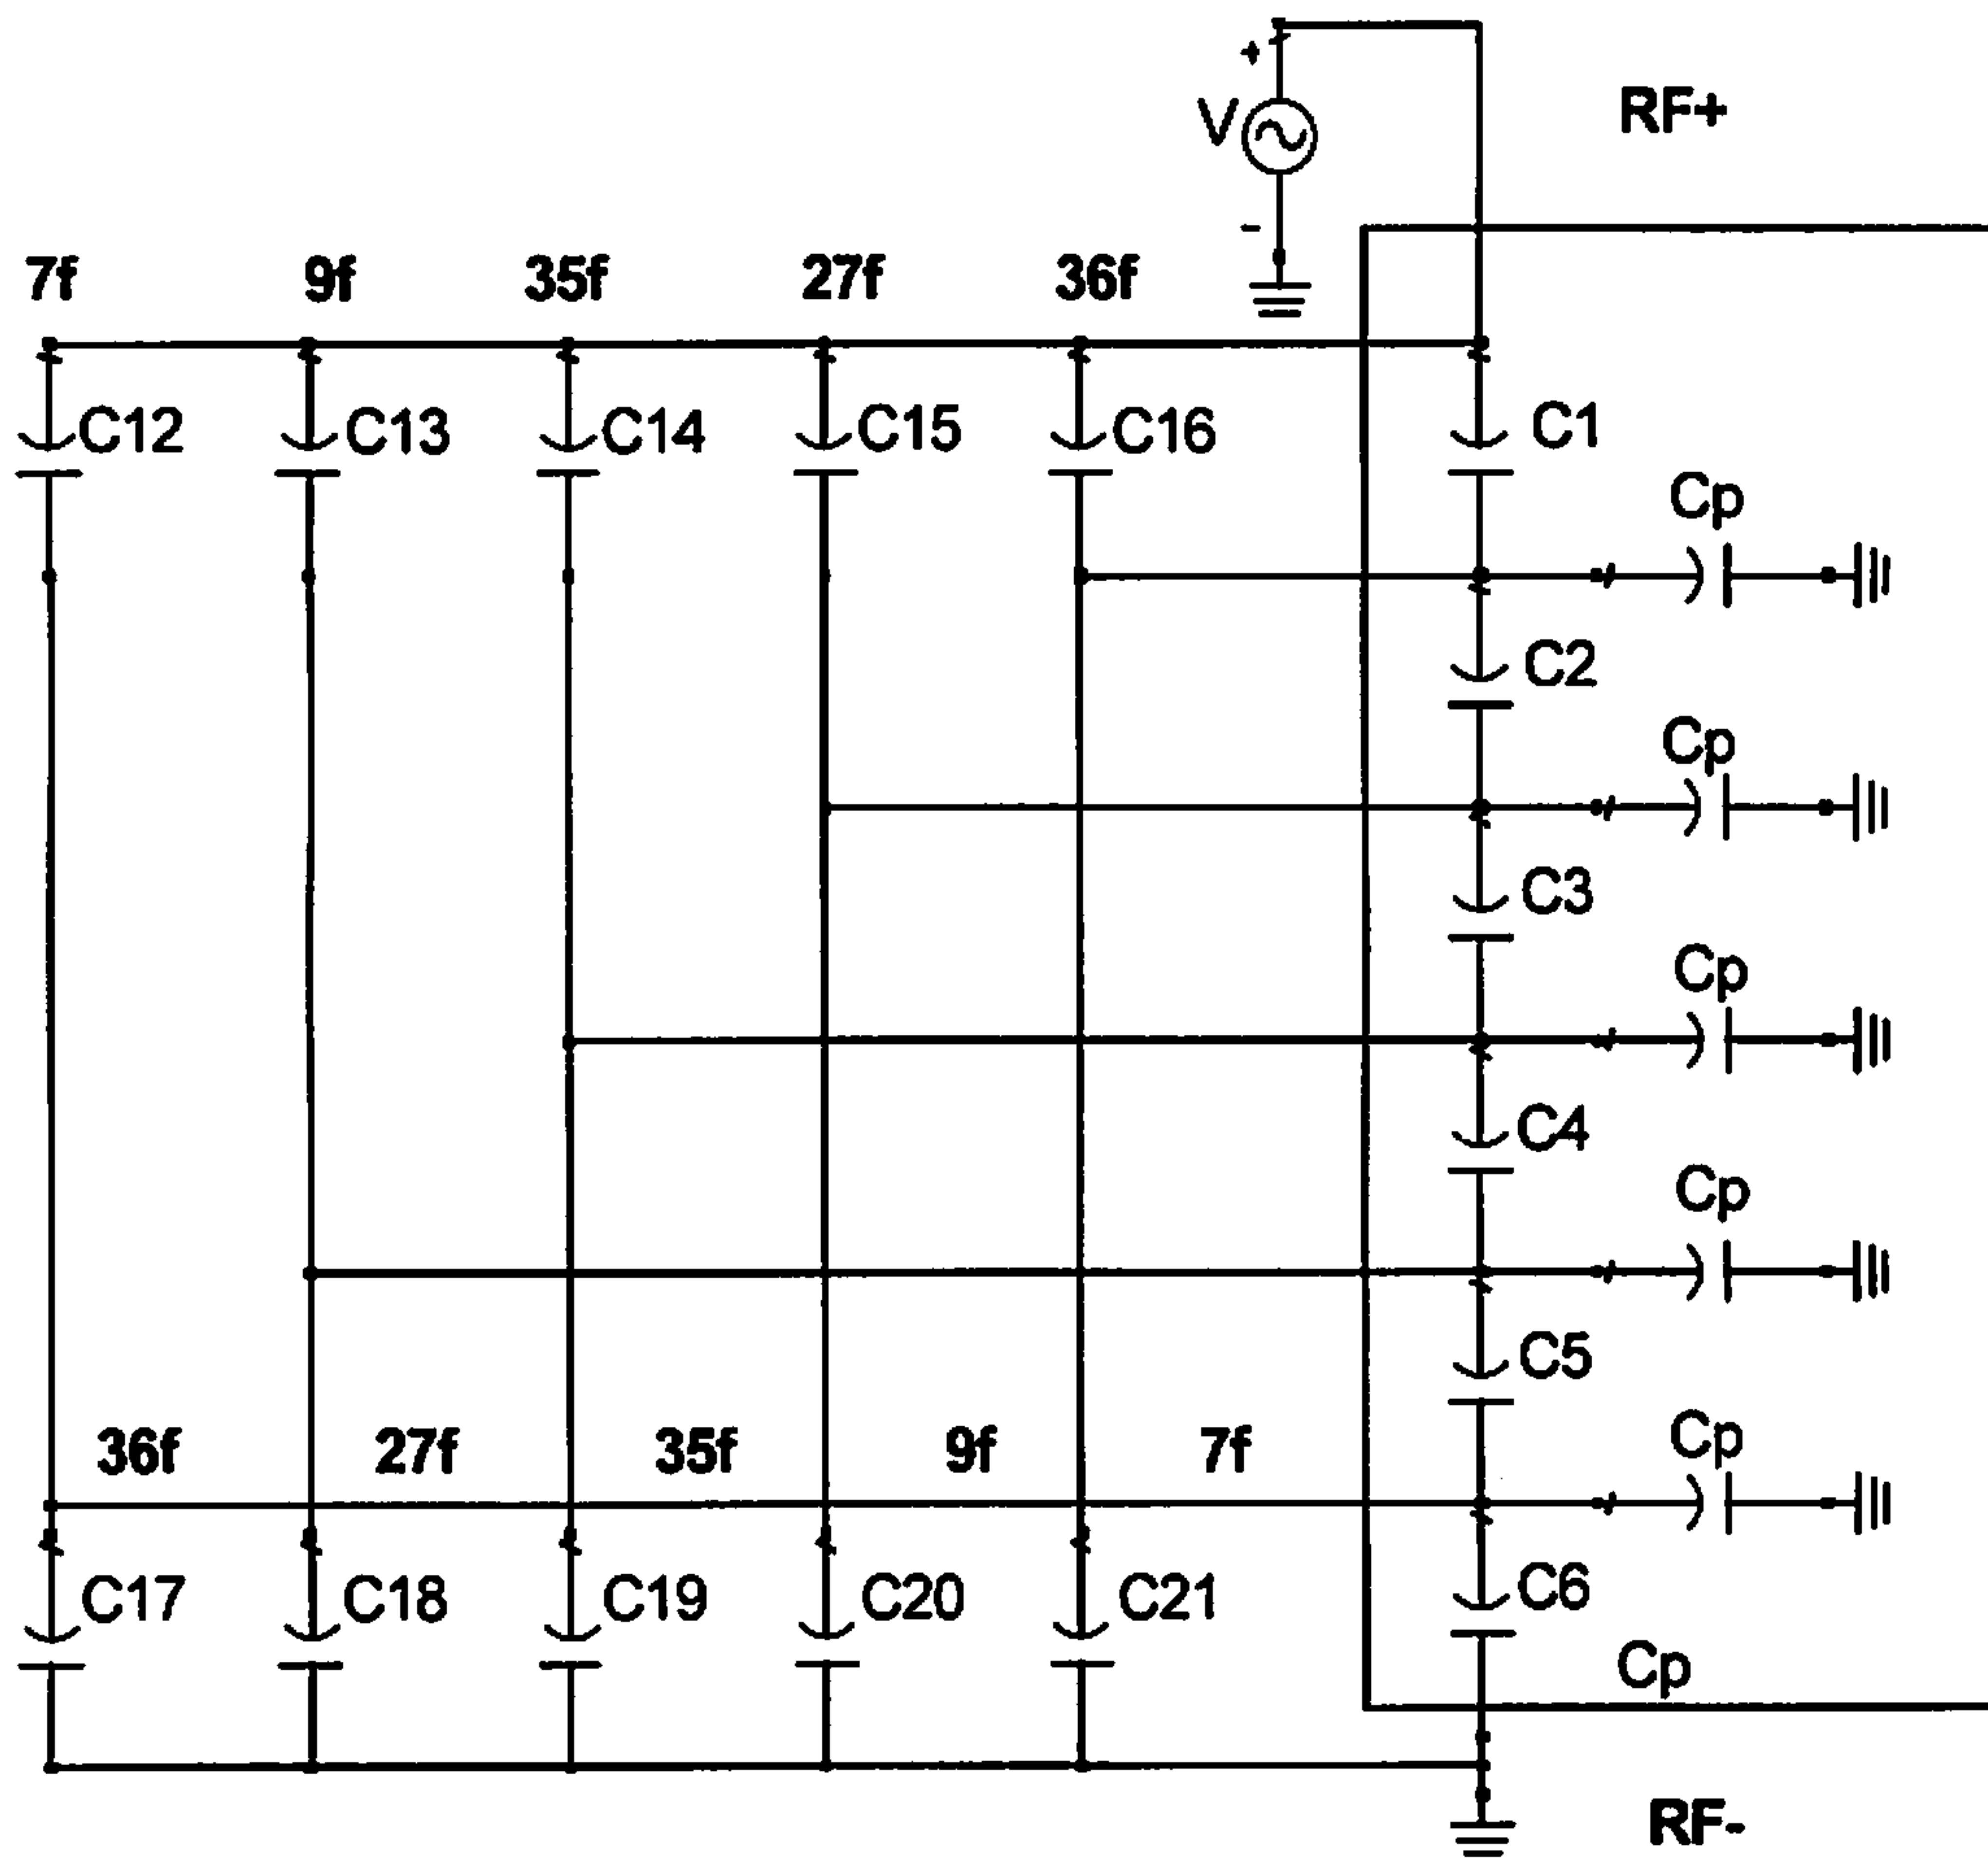 +
RF+
V
-
7f 9f 35f 27f 36f
C12 C13 C14 C15 C16 C1
Cp
C2
Cp
C3
Cp
C4
Cp
C5
Cp
36f 27f 35f 9f 7f
C17 C18 C19 C20 C21 C6
Cp
RF-